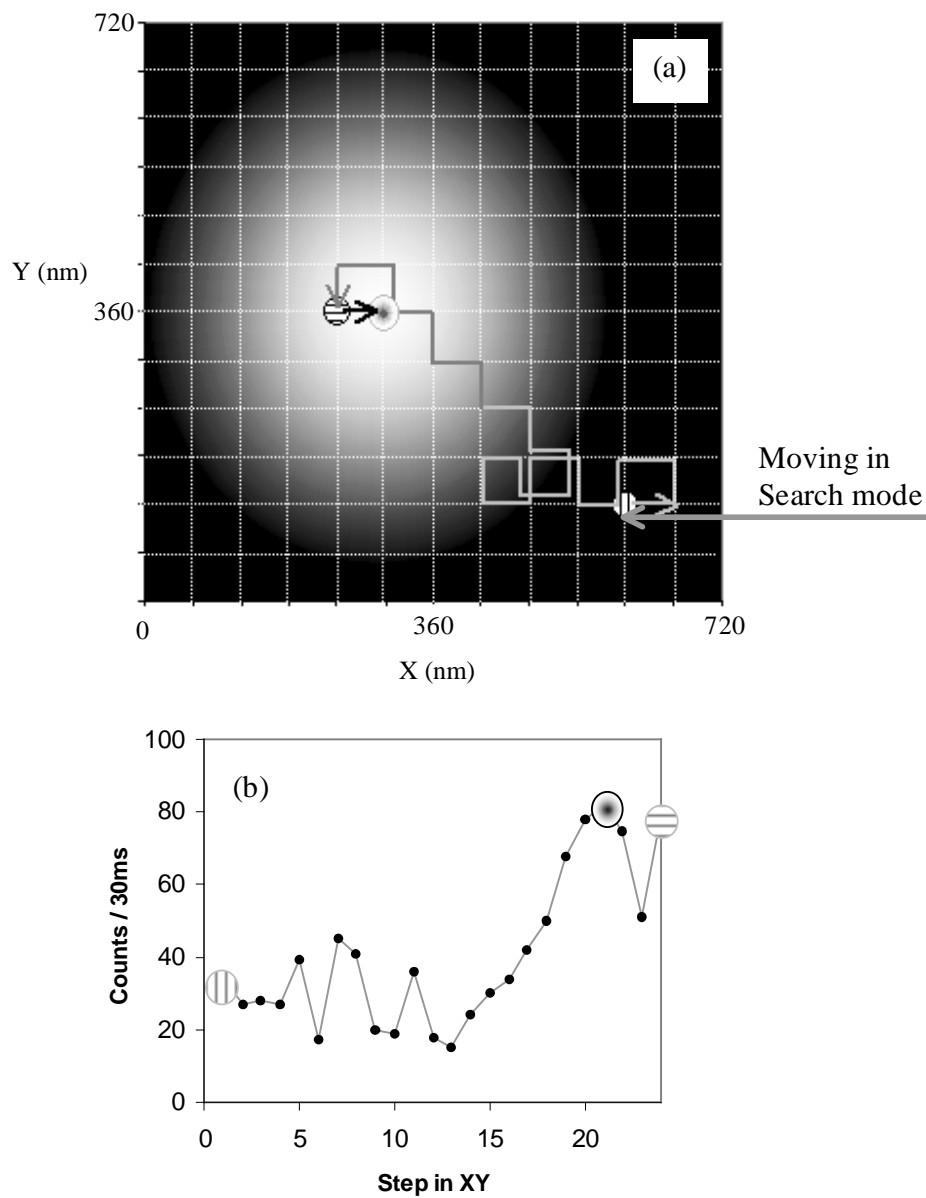 720
(a)
Y (nm)
360
Moving in
Search mode
0
360
720
X (nm)
100
(b)
80
60
Counts / 30ms
40
20
0
0 5 10 15 20
Step in XY